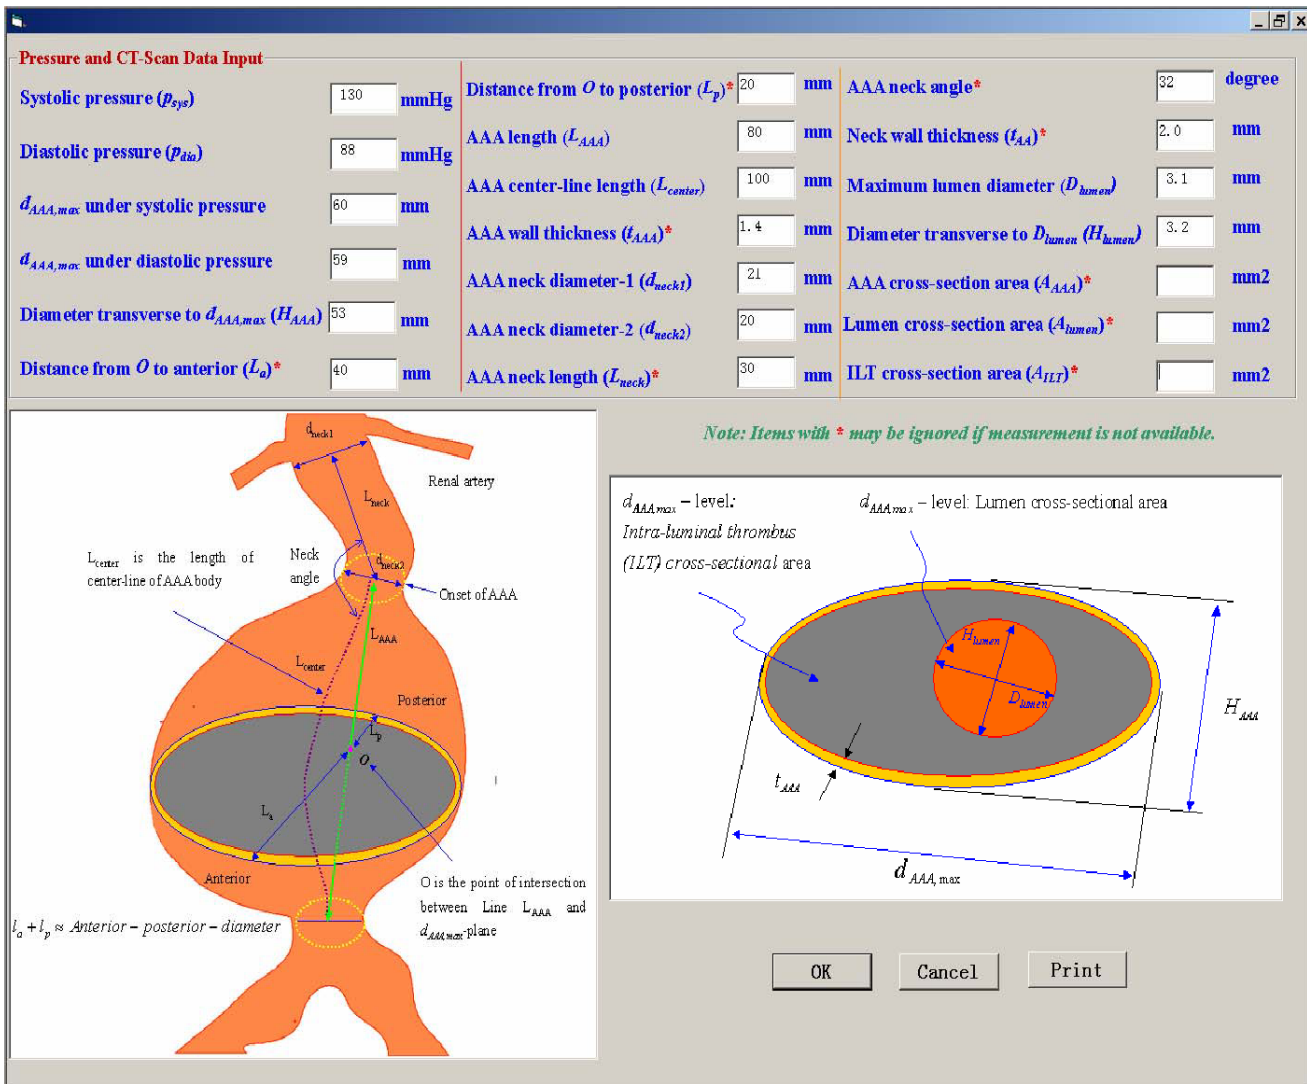 Pressure and CT-Scan Data Input
Systolic pressure (psys) 130 mmHg
Diastolic pressure (pdia) 88 mmHg
dAAA,max under systolic pressure 60 mm
dAAA,max under diastolic pressure 59 mm
Diameter transverse to dAAA,max (HAAA) 53 mm
Distance from O to anterior (La)* 40 mm
Distance from O to posterior (Lp)* 20 mm
AAA length (LAAA) 80 mm
AAA center-line length (Lcenter) 100 mm
AAA wall thickness (tAAA)* 1.4 mm
AAA neck diameter-1 (dneck1) 21 mm
AAA neck diameter-2 (dneck2) 20 mm
AAA neck length (Lneck)* 30 mm
AAA neck angle* 32 degree
Neck wall thickness (tAA)* 2.0 mm
Maximum lumen diameter (Dlumen) 3.1 mm
Diameter transverse to Dlumen (Hlumen) 3.2 mm
AAA cross-section area (AAAA)* mm2
Lumen cross-section area (Alumen)* mm2
ILT cross-section area (AILT)* mm2
dneck1
Renal artery
Lneck
Lcenter is the length of
center-line of AAA body
Neck
angle
dneck2
Onset of AAA
LAAA
Lcenter
Posterior
Lp
O
La
Anterior
O is the point of intersection
between Line LAAA and
dAAA,max-plane
la + lp ≈ Anterior – posterior – diameter
Note: Items with * may be ignored if measurement is not available.
dAAA,max – level:
Intra-luminal thrombus
(ILT) cross-sectional area
dAAA,max – level: Lumen cross-sectional area
Hlumen
Dlumen
HAAA
tAAA
dAAA, max
OK
Cancel
Print